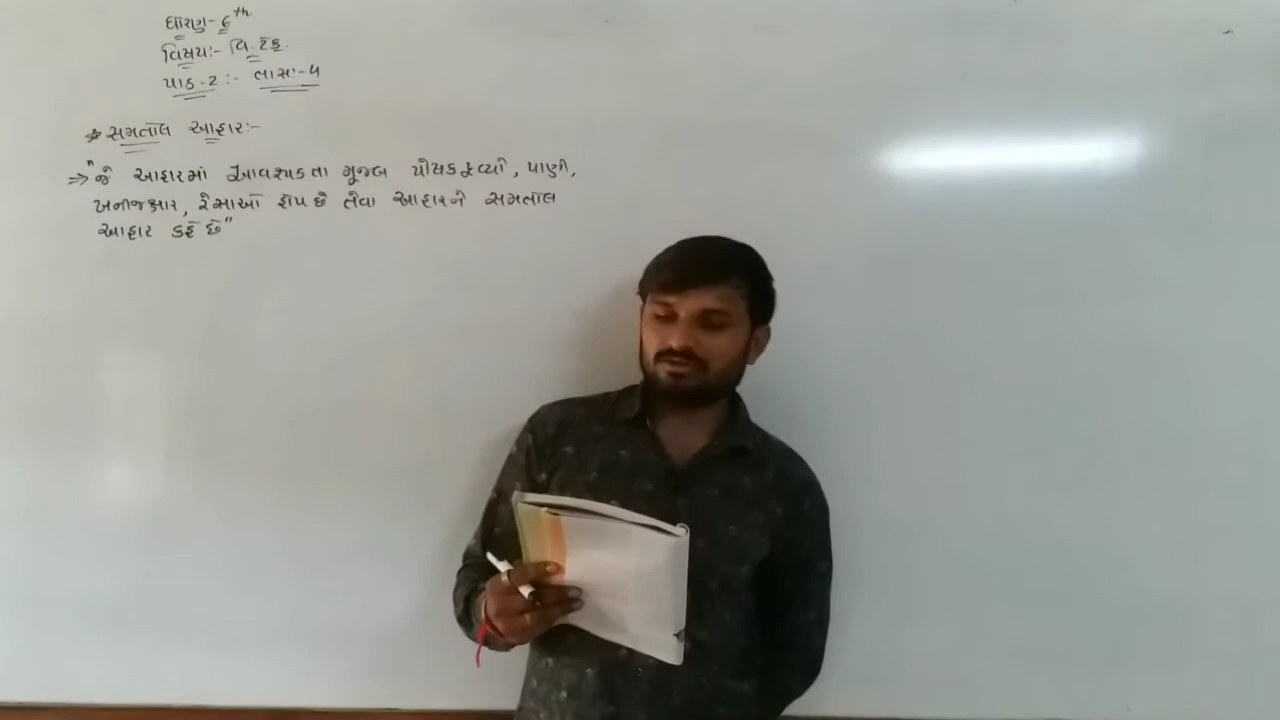 ધોરણ- 6th
વિષય:- વિ. ટેક.
પાઠ-2 :- તાસ:-4
* સમતોલ આહાર:-
⇒ "જે આહારમાં આવશ્યકતા મુજબ પોષકદ્રવ્યો, પાણી,
ખનીજક્ષાર, રેસાઓ હોય છે તેવા આહારને સમતોલ
આહાર કહે છે"